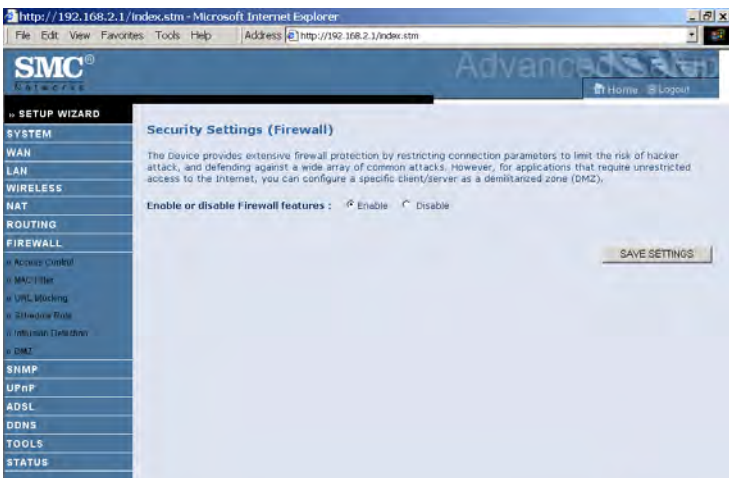 http://192.168.2.1/index.stm - Microsoft Internet Explorer
File Edit View Favorites Tools Help Address http://192.168.2.1/index.stm
SMC®
Networks
Advanced Setup
Home Logout
» SETUP WIZARD
SYSTEM
WAN
LAN
WIRELESS
NAT
ROUTING
FIREWALL
» Access Control
» MAC Filter
» URL Blocking
» Schedule Rule
» Intrusion Detection
» DMZ
SNMP
UPnP
ADSL
DDNS
TOOLS
STATUS
Security Settings (Firewall)
The Device provides extensive firewall protection by restricting connection parameters to limit the risk of hacker
attack, and defending against a wide array of common attacks. However, for applications that require unrestricted
access to the Internet, you can configure a specific client/server as a demilitarized zone (DMZ).
Enable or disable Firewall features : Enable Disable
SAVE SETTINGS